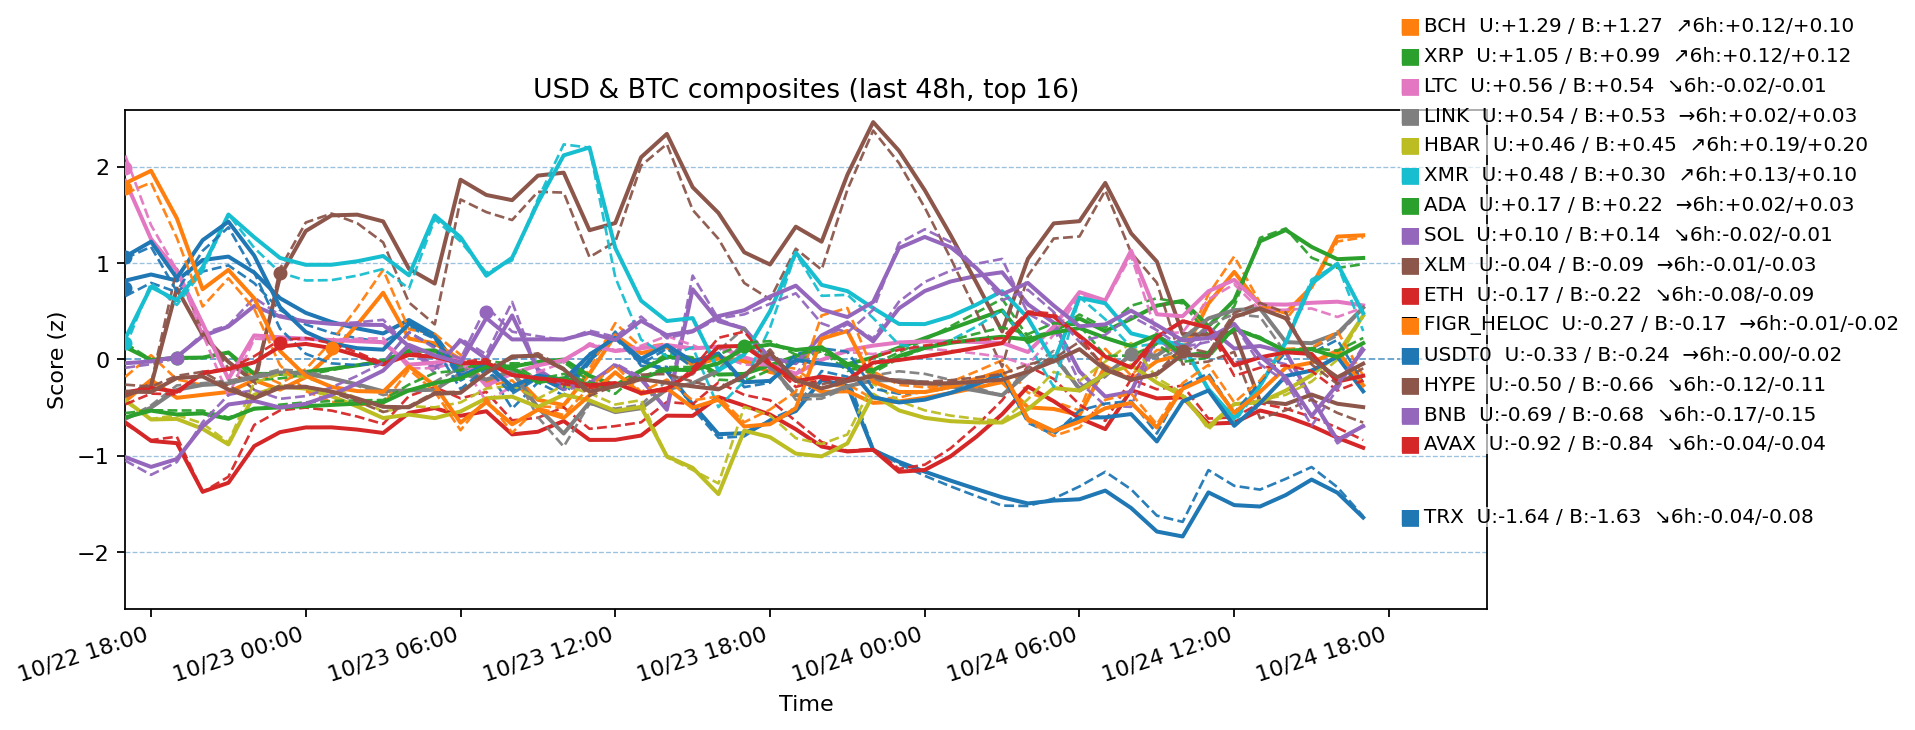 BCH  U:+1.29 / B:+1.27  ↗6h:+0.12/+0.10
XRP  U:+1.05 / B:+0.99  ↗6h:+0.12/+0.12
USD & BTC composites (last 48h, top 16)
LTC  U:+0.56 / B:+0.54  ↘6h:-0.02/-0.01
LINK  U:+0.54 / B:+0.53  →6h:+0.02/+0.03
HBAR  U:+0.46 / B:+0.45  ↗6h:+0.19/+0.20
XMR  U:+0.48 / B:+0.30  ↗6h:+0.13/+0.10
ADA  U:+0.17 / B:+0.22  →6h:+0.02/+0.03
SOL  U:+0.10 / B:+0.14  ↘6h:-0.02/-0.01
XLM  U:-0.04 / B:-0.09  →6h:-0.01/-0.03
ETH  U:-0.17 / B:-0.22  ↘6h:-0.08/-0.09
FIGR_HELOC  U:-0.27 / B:-0.17  →6h:-0.01/-0.02
USDT0  U:-0.33 / B:-0.24  →6h:-0.00/-0.02
HYPE  U:-0.50 / B:-0.66  ↘6h:-0.12/-0.11
BNB  U:-0.69 / B:-0.68  ↘6h:-0.17/-0.15
AVAX  U:-0.92 / B:-0.84  ↘6h:-0.04/-0.04
TRX  U:-1.64 / B:-1.63  ↘6h:-0.04/-0.08
Score (z)
2
1
0
−1
−2
10/22 18:00
10/23 00:00
10/23 06:00
10/23 12:00
10/23 18:00
10/24 00:00
10/24 06:00
10/24 12:00
10/24 18:00
Time